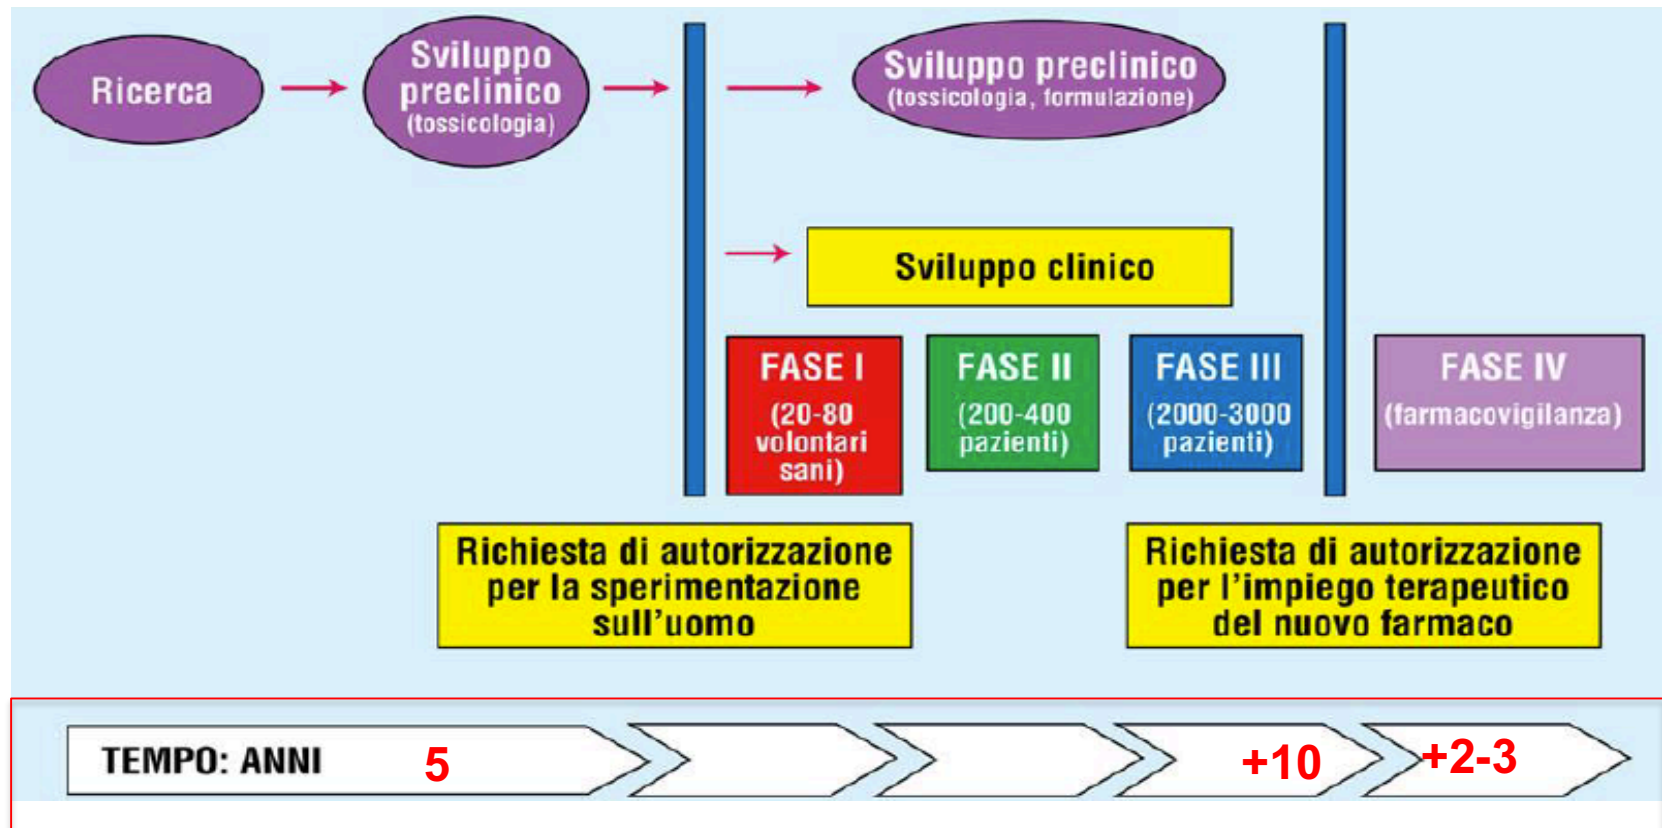 Ricerca
Sviluppo
preclinico
(tossicologia)
Sviluppo preclinico
(tossicologia, formulazione)
Sviluppo clinico
FASE I
(20-80
volontari
sani)
FASE II
(200-400
pazienti)
FASE III
(2000-3000
pazienti)
FASE IV
(farmacovigilanza)
Richiesta di autorizzazione
per la sperimentazione
sull'uomo
Richiesta di autorizzazione
per l'impiego terapeutico
del nuovo farmaco
TEMPO: ANNI 5 +10 +2-3